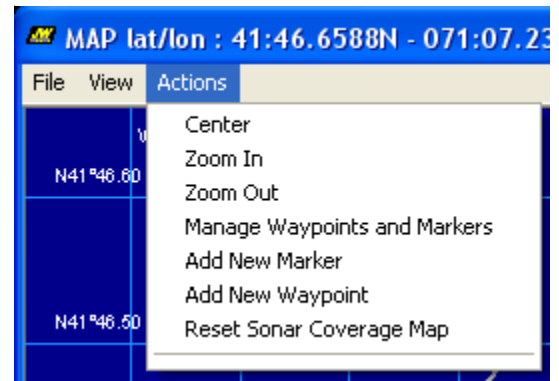 MAP lat/lon : 41:46.6588N - 071:07.23
File View Actions
Center
Zoom In
N41°46.60
Zoom Out
Manage Waypoints and Markers
Add New Marker
Add New Waypoint
N41°46.50
Reset Sonar Coverage Map